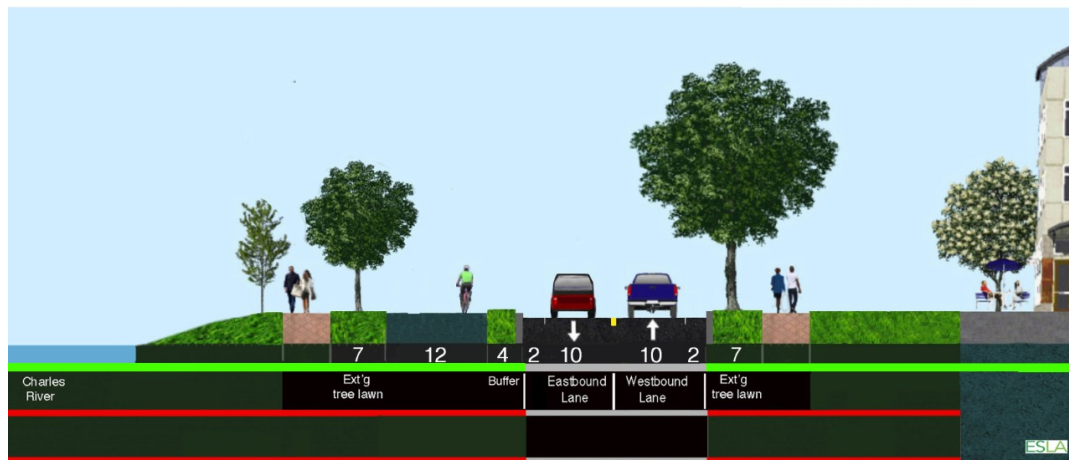 7 12 4 2 10 10 2 7
Charles
River
Ext'g
tree lawn
Buffer
Eastbound
Lane
Westbound
Lane
Ext'g
tree lawn
ESLA